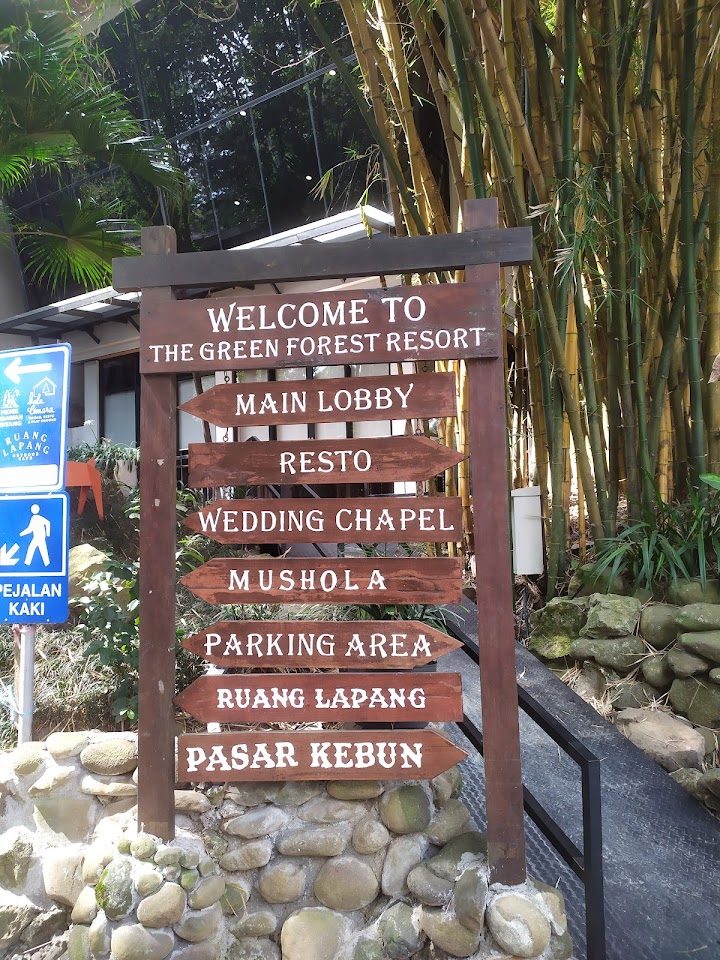 WELCOME TO
THE GREEN FOREST RESORT
MAIN LOBBY
RESTO
WEDDING CHAPEL
MUSHOLA
PARKING AREA
RUANG LAPANG
PASAR KEBUN
RUANG
LAPANG
PEJALAN
KAKI